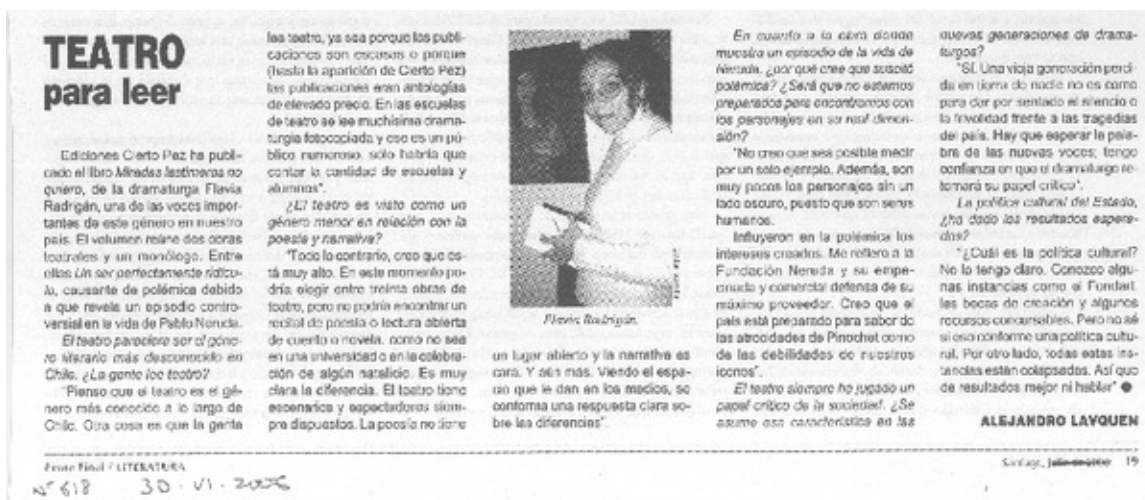 TEATRO
para leer
Ediciones Cierto Pez ha publi-
cado el libro Miradas lastimeras no
quiero, de la dramaturga Flavia
Radrigán, una de las voces impor-
tantes de este género en nuestro
país. El volumen reúne dos obras
teatrales y un monólogo. Entre
ellas Un ser perfectamente ridícu-
lo, causante de polémica debido
a que revela un episodio contro-
versial en la vida de Pablo Neruda.
El teatro pareciera ser el géne-
ro literario más desconocido en
Chile. ¿La gente lee teatro?
"Pienso que el teatro es el gé-
nero más conocido a lo largo de
Chile. Otra cosa es que la gente
lea teatro, ya sea porque las publi-
caciones son escasas o porque
(hasta la aparición de Cierto Pez)
las publicaciones eran antologías
de elevado precio. En las escuelas
de teatro se lee muchísima drama-
turgia fotocopiada y ese es un pú-
blico numeroso, sólo habría que
contar la cantidad de escuelas y
alumnos".
¿El teatro es visto como un
género menor en relación con la
poesía y narrativa?
"Todo lo contrario, creo que es-
tá muy alto. En este momento po-
dría elegir entre treinta obras de
teatro, pero no podría encontrar un
recital de poesía o lectura abierta
de cuento o novela, como no sea
en una universidad o en la celebra-
ción de algún natalicio. Es muy
clara la diferencia. El teatro tiene
escenarios y espectadores siem-
pre dispuestos. La poesía no tiene
Flavia Radrigán.
un lugar abierto y la narrativa es
cara. Y aún más. Viendo el espa-
cio que le dan en los medios, se
conforma una respuesta clara so-
bre las diferencias".
En cuanto a la obra donde
muestra un episodio de la vida de
Neruda, ¿por qué cree que suscitó
polémica? ¿Será que no estamos
preparados para encontrarnos con
los personajes en su real dimen-
sión?
"No creo que sea posible medir
por un solo ejemplo. Además, son
muy pocos los personajes sin un
lado oscuro, puesto que son seres
humanos.
Influyeron en la polémica los
intereses creados. Me refiero a la
Fundación Neruda y su empe-
cinada y comercial defensa de su
máximo proveedor. Creo que el
país está preparado para saber de
las atrocidades de Pinochet como
de las debilidades de nuestros
iconos".
El teatro siempre ha jugado un
papel crítico de la sociedad. ¿Se
asume esa característica en las
nuevas generaciones de drama-
turgos?
"Sí. Una vieja generación perdi-
da en tierra de nadie no es como
para dar por sentado el silencio o
la frivolidad frente a las tragedias
del país. Hay que esperar la pala-
bra de las nuevas voces; tengo
confianza en que el dramaturgo re-
tomará su papel crítico".
La política cultural del Estado,
¿ha dado los resultados espera-
dos?
"¿Cuál es la política cultural?
No lo tengo claro. Conozco algu-
nas instancias como el Fondart,
las becas de creación y algunos
recursos concursables. Pero no sé
si eso conforme una política cultu-
ral. Por otro lado, todas estas ins-
tancias están colapsadas. Así que
de resultados mejor ni hablar" ●
ALEJANDRO LAVQUEN
Punto Final / LITERATURA
Santiago, 19
Nº 618 30-VI-2006